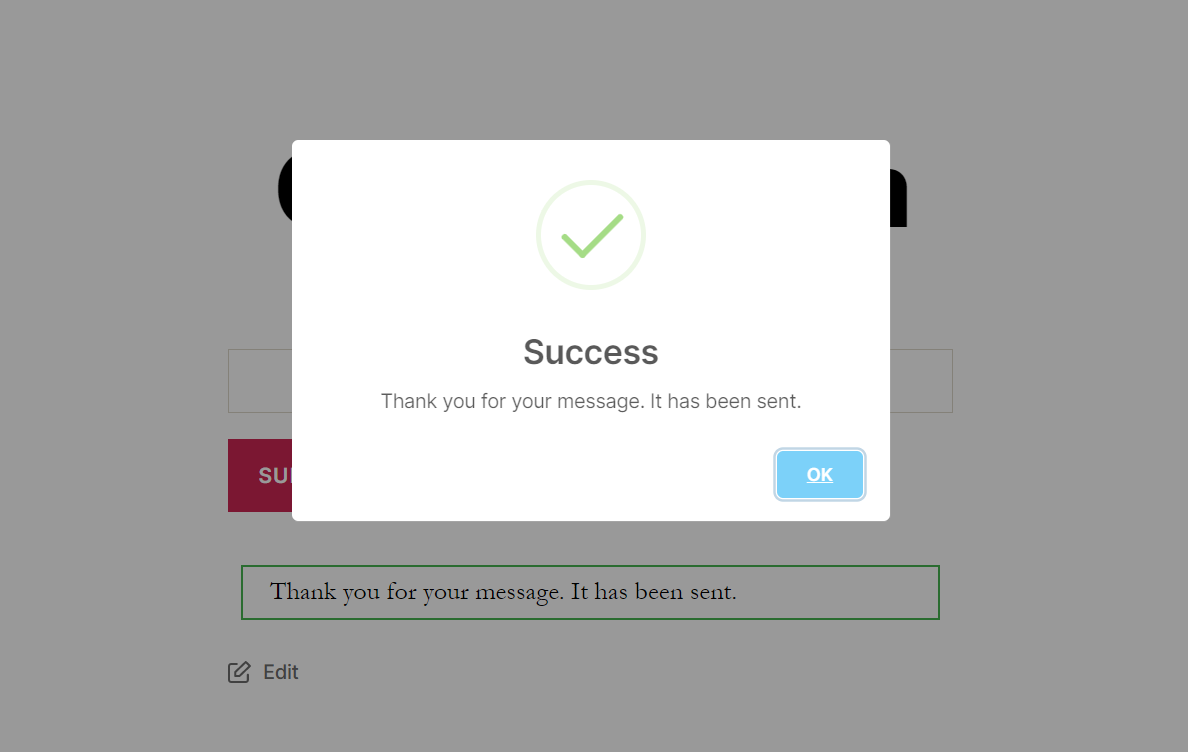 Success
Thank you for your message. It has been sent.
OK
Thank you for your message. It has been sent.
Edit